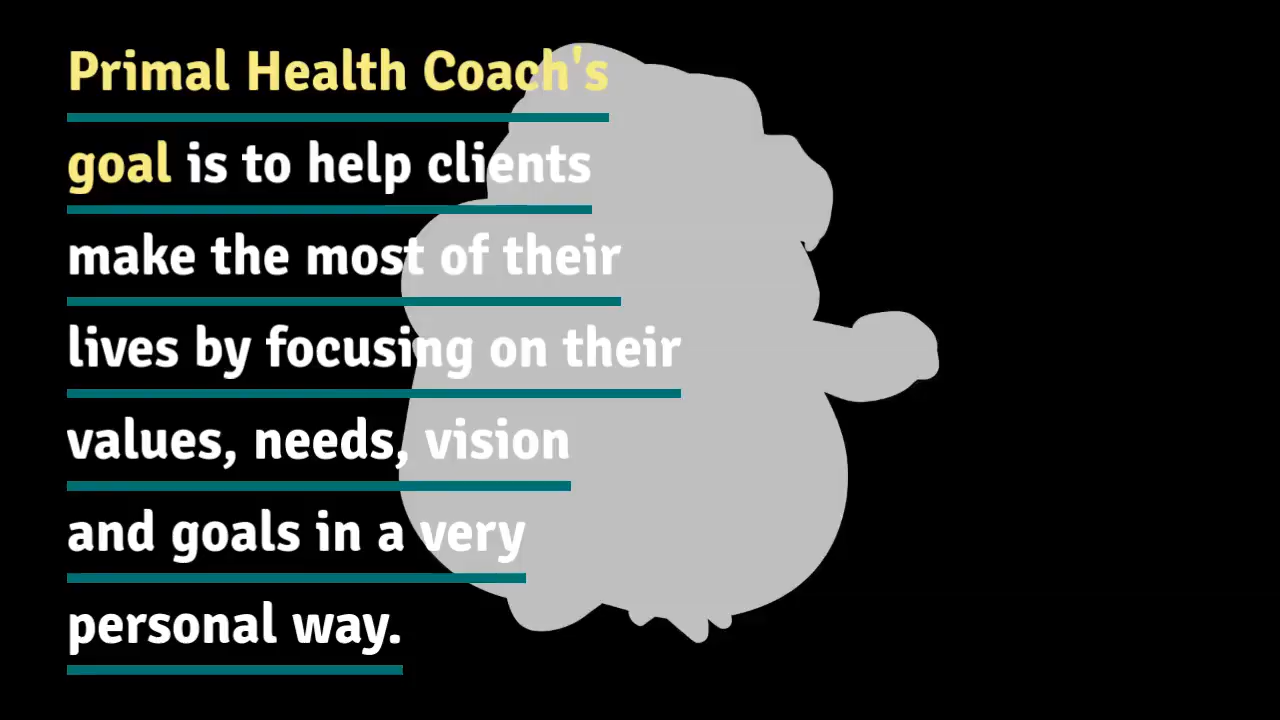 Primal Health Coach's
goal is to help clients
make the most of their
lives by focusing on their
values, needs, vision
and goals in a very
personal way.